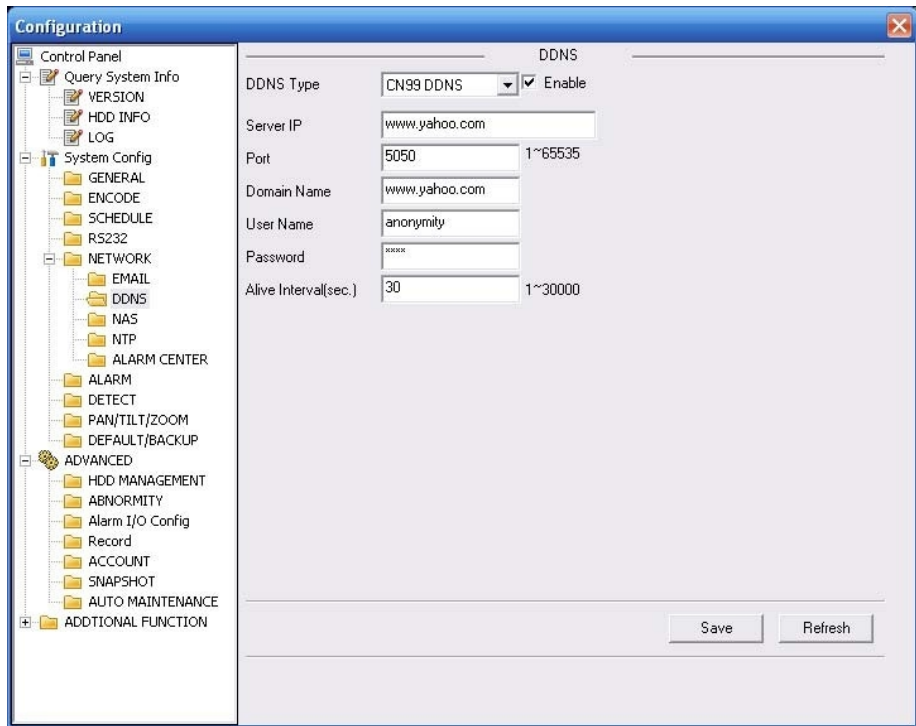 Configuration
Control Panel
Query System Info
VERSION
HDD INFO
LOG
System Config
GENERAL
ENCODE
SCHEDULE
RS232
NETWORK
EMAIL
DDNS
NAS
NTP
ALARM CENTER
ALARM
DETECT
PAN/TILT/ZOOM
DEFAULT/BACKUP
ADVANCED
HDD MANAGEMENT
ABNORMITY
Alarm I/O Config
Record
ACCOUNT
SNAPSHOT
AUTO MAINTENANCE
ADDTIONAL FUNCTION
DDNS
DDNS Type CN99 DDNS Enable
Server IP www.yahoo.com
Port 5050 1~65535
Domain Name www.yahoo.com
User Name anonymity
Password ****
Alive Interval(sec.) 30 1~30000
Save Refresh